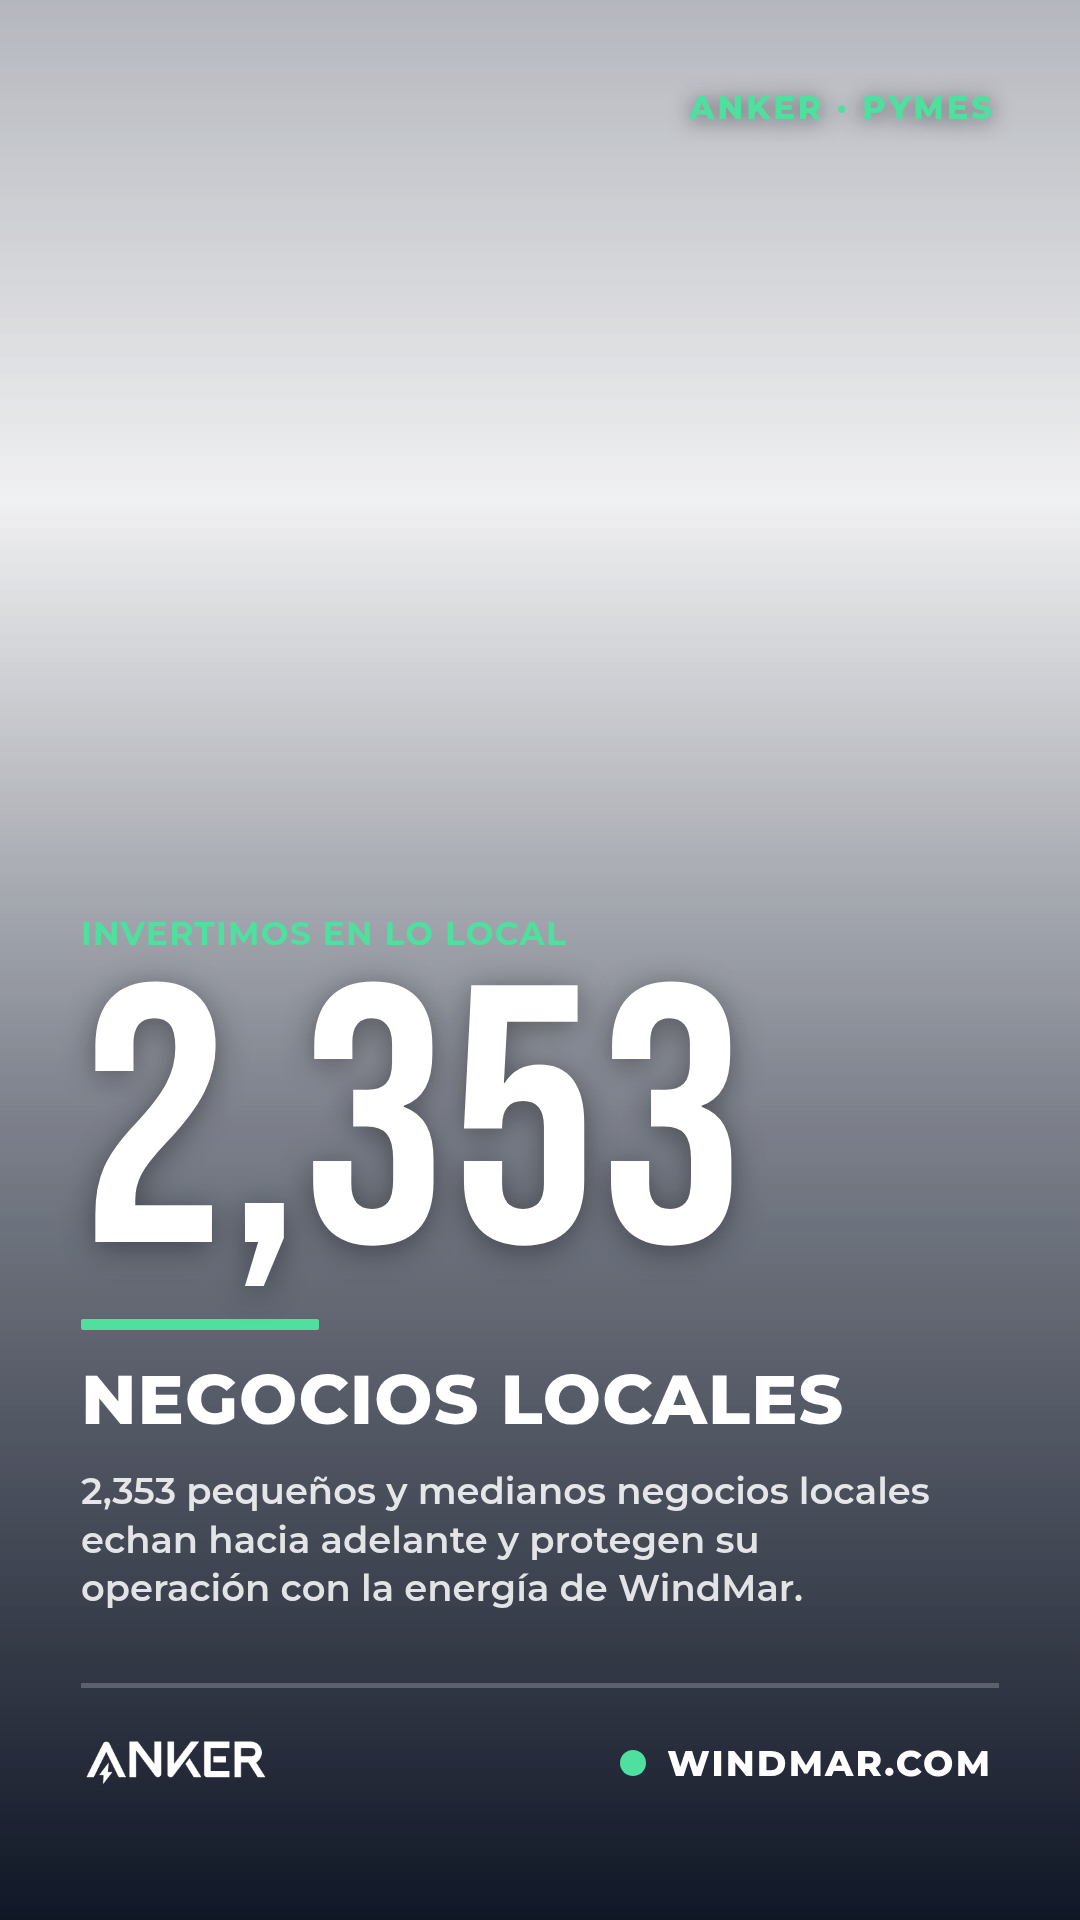 ANKER · PYMES
INVERTIMOS EN LO LOCAL
2,353
NEGOCIOS LOCALES
2,353 pequeños y medianos negocios locales
echan hacia adelante y protegen su
operación con la energía de WindMar.
ANKER
WINDMAR.COM